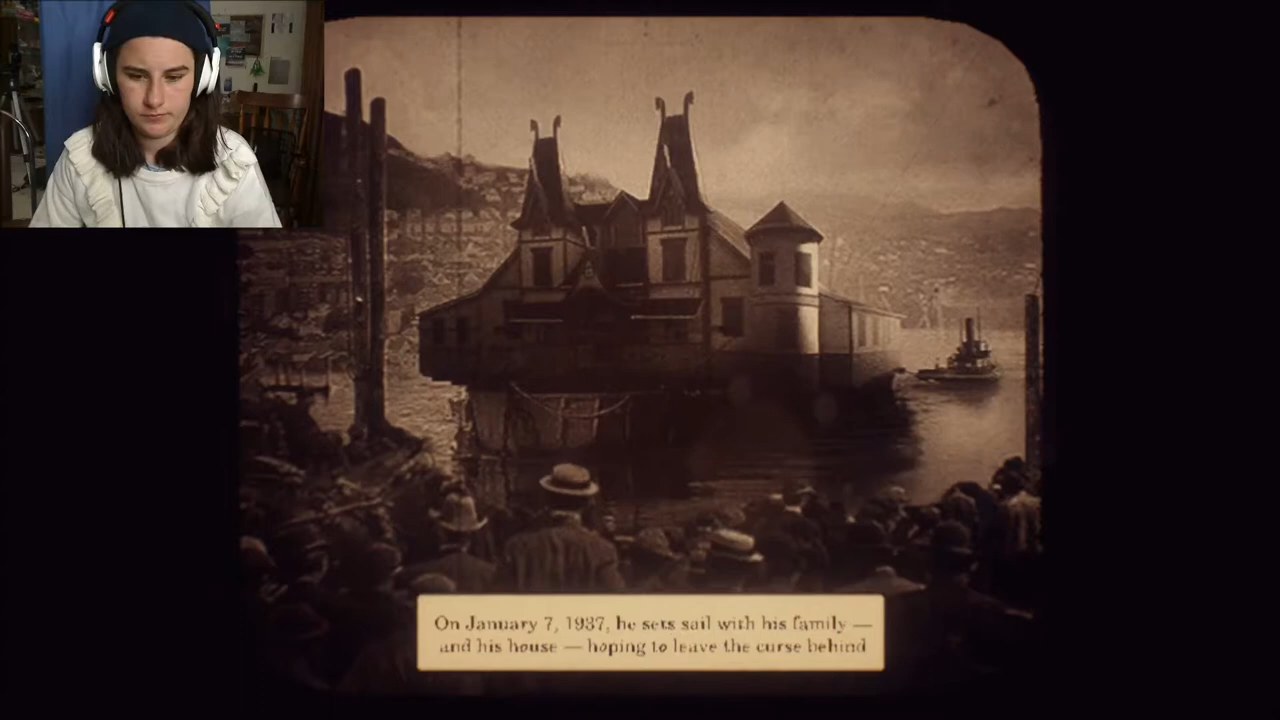 On January 7, 1937, he sets sail with his family —
and his house — hoping to leave the curse behind